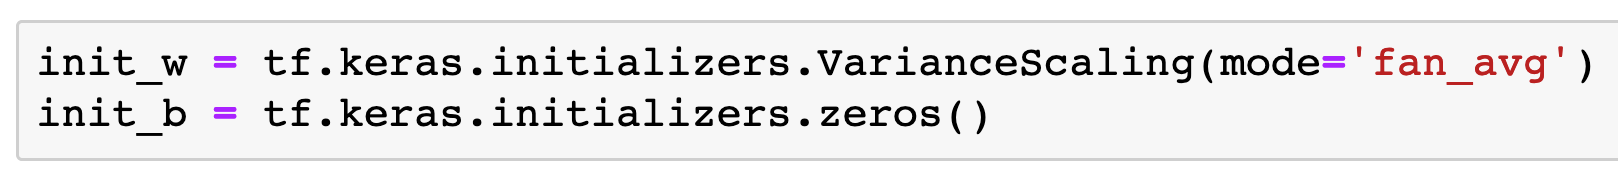 init_w = tf.keras.initializers.VarianceScaling(mode='fan_avg')
init_b = tf.keras.initializers.zeros()